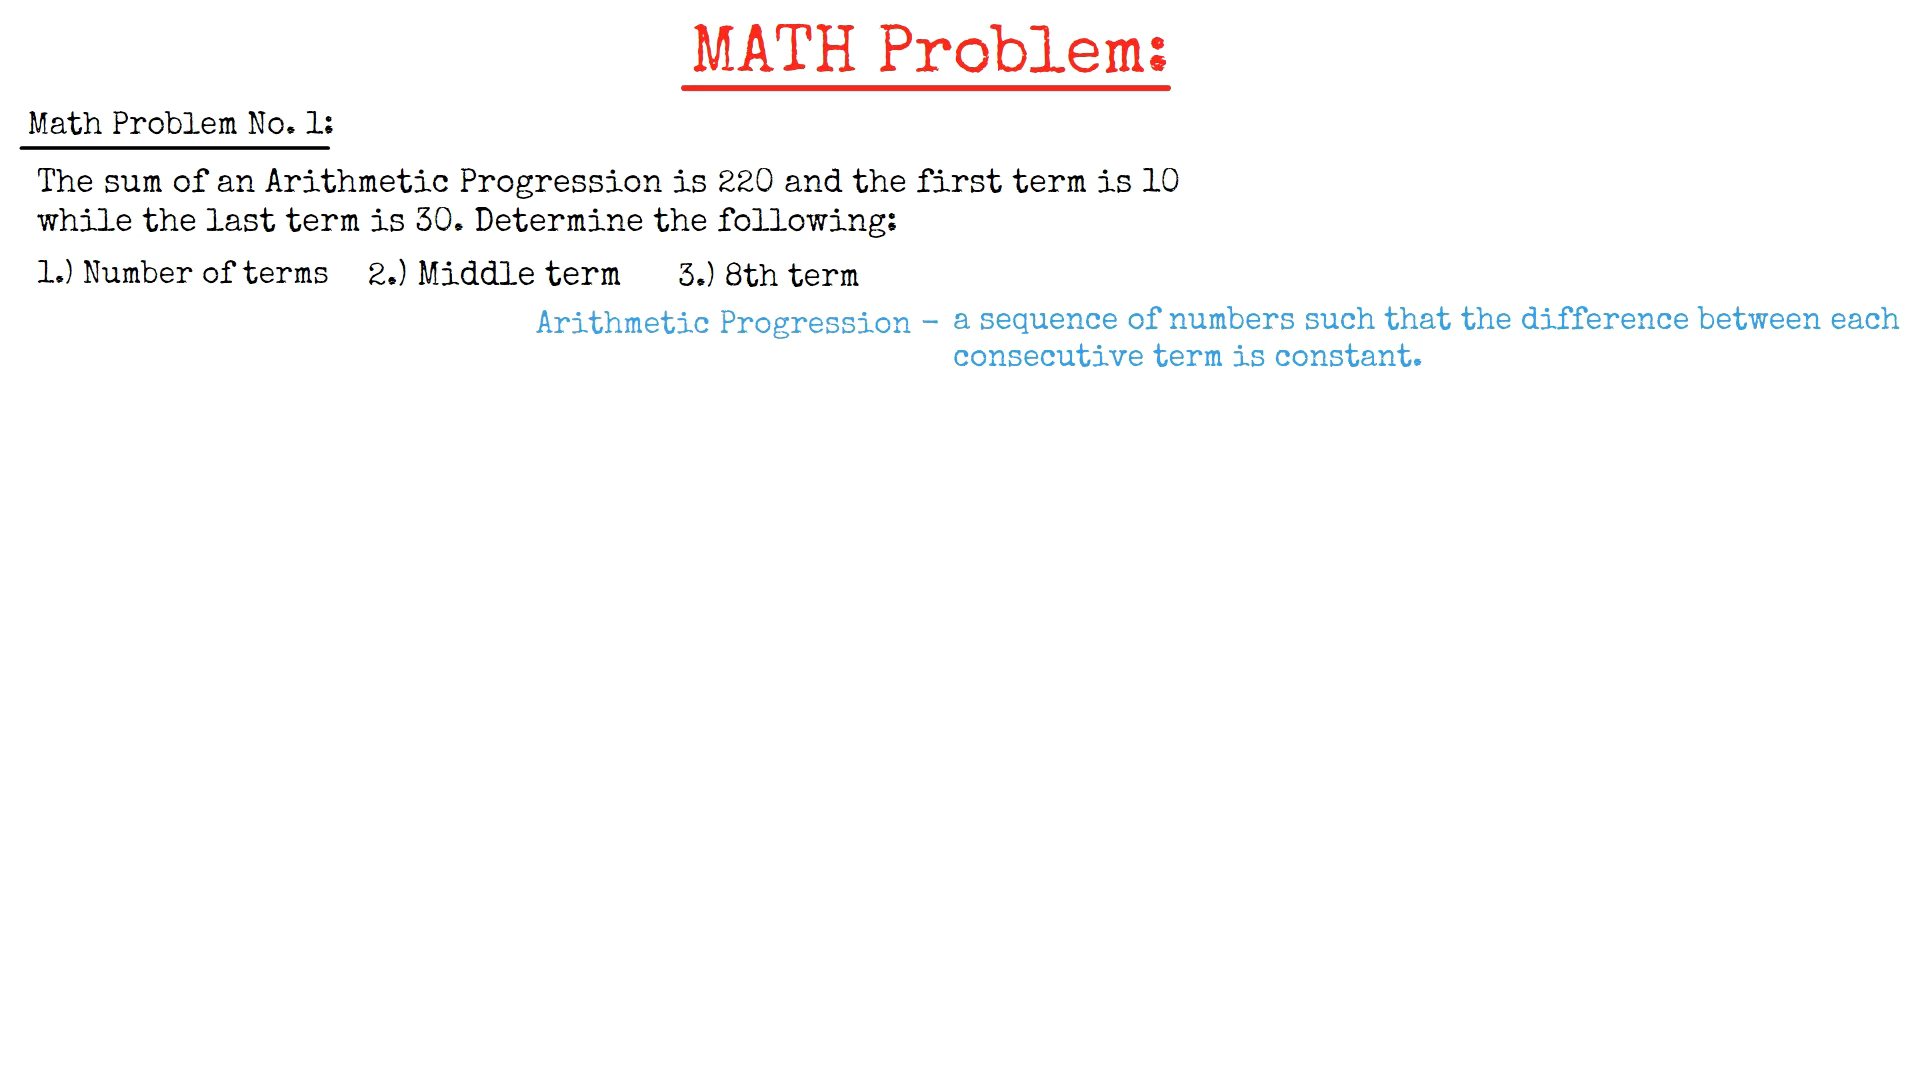 MATH Problem:
Math Problem No. 1:
The sum of an Arithmetic Progression is 220 and the first term is 10
while the last term is 30. Determine the following:
1.) Number of terms 2.) Middle term 3.) 8th term
Arithmetic Progression - a sequence of numbers such that the difference between each
consecutive term is constant.